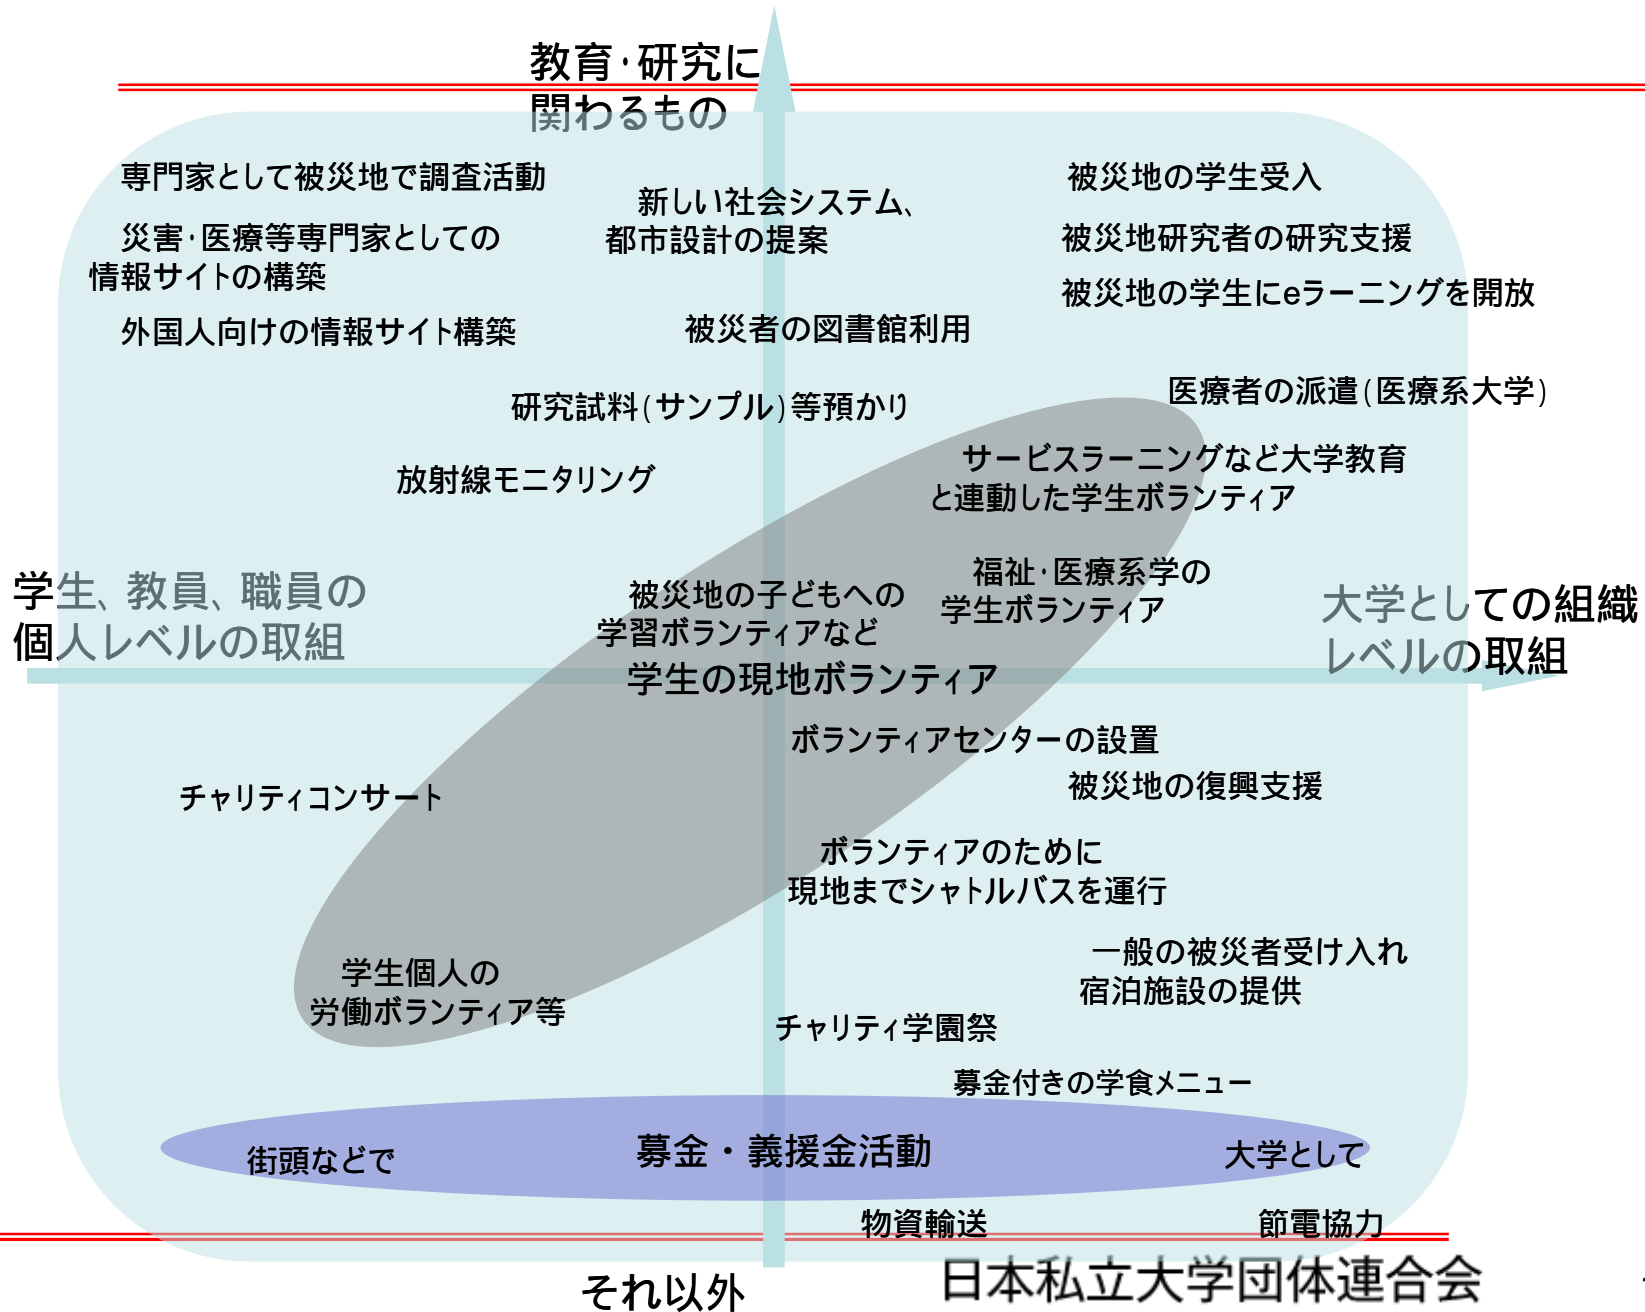 教育・研究に
関わるもの
専門家として被災地で調査活動
災害・医療等専門家としての
情報サイトの構築
外国人向けの情報サイト構築
新しい社会システム、
都市設計の提案
被災者の図書館利用
被災地の学生受入
被災地研究者の研究支援
被災地の学生にeラーニングを開放
研究試料(サンプル)等預かり
医療者の派遣(医療系大学)
放射線モニタリング
サービスラーニングなど大学教育
と連動した学生ボランティア
学生、教員、職員の
個人レベルの取組
被災地の子どもへの
学習ボランティアなど
学生の現地ボランティア
福祉・医療系学の
学生ボランティア
大学としての組織
レベルの取組
ボランティアセンターの設置
被災地の復興支援
チャリティコンサート
ボランティアのために
現地までシャトルバスを運行
学生個人の
労働ボランティア等
一般の被災者受け入れ
宿泊施設の提供
チャリティ学園祭
募金付きの学食メニュー
街頭などで
募金・義援金活動
大学として
物資輸送
節電協力
それ以外
日本私立大学団体連合会